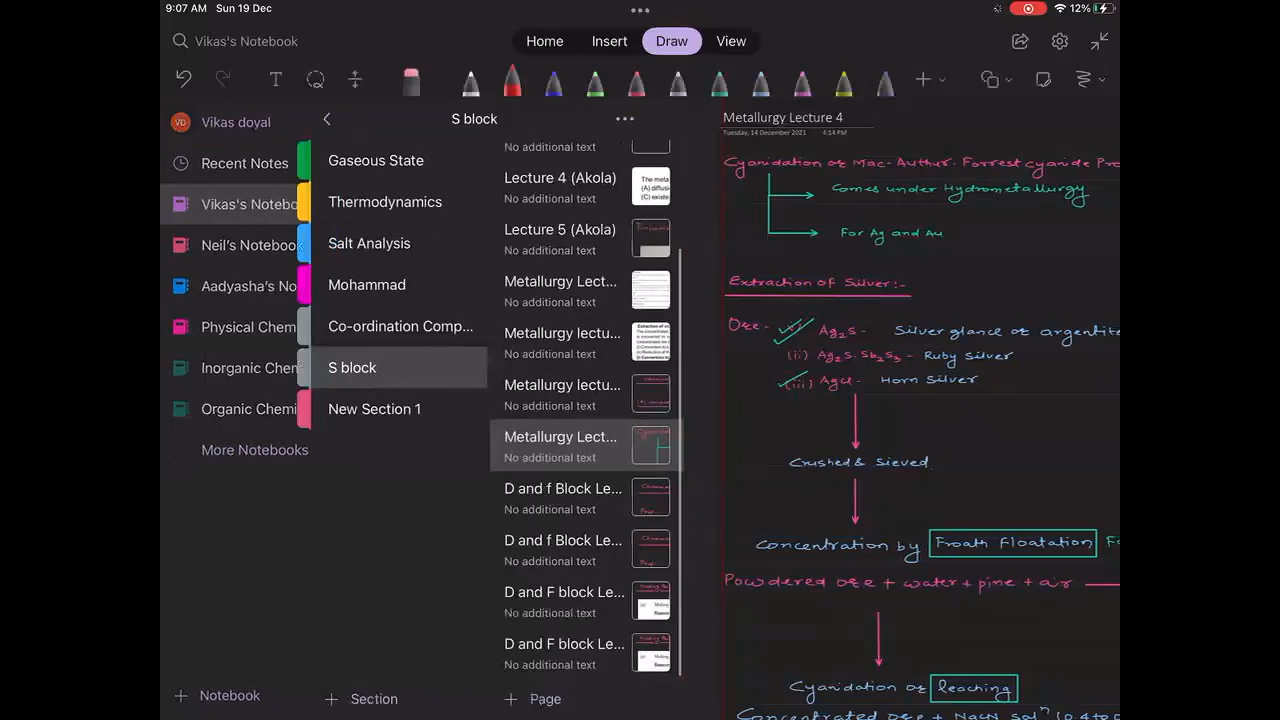 9:07 AM Sun 19 Dec
12%
Vikas's Notebook
Home Insert Draw View
Vikas doyal
Recent Notes
Vikas's Notebo
Neil's Notebo
Aadyasha's No
Physical Chem
Organic Chemi
More Notebooks
Notebook
S block
Gaseous State
Thermodynamics
Salt Analysis
Mohammad
Co-ordination Comp...
S block
New Section 1
Section
No additional text
Lecture 4 (Akola)
No additional text
Lecture 5 (Akola)
No additional text
Metallurgy Lect...
No additional text
Metallurgy lectu...
No additional text
Metallurgy lectu...
No additional text
Metallurgy Lect...
No additional text
D and f Block Le...
No additional text
D and f Block Le...
No additional text
D and F block Le...
No additional text
D and F block Le...
No additional text
Page
Metallurgy Lecture 4
Tuesday, 14 December 2021 4:14 PM
Cyanidation or Mac-Arthur-Forrest cyanide Pro
Comes under Hydrometallurgy
For Ag and Au
Extraction of Silver:-
Ore- (i) Ag2S - Silver glance or argentite
(ii) Ag2S.Sb2S3 - Ruby Silver
(iii) AgCl - Horn Silver
Crushed & Sieved
Concentration by Froath Floatation
Powdered ore + water + pine + air
Cyanidation or leaching
Concentrated ore + NaCN soln